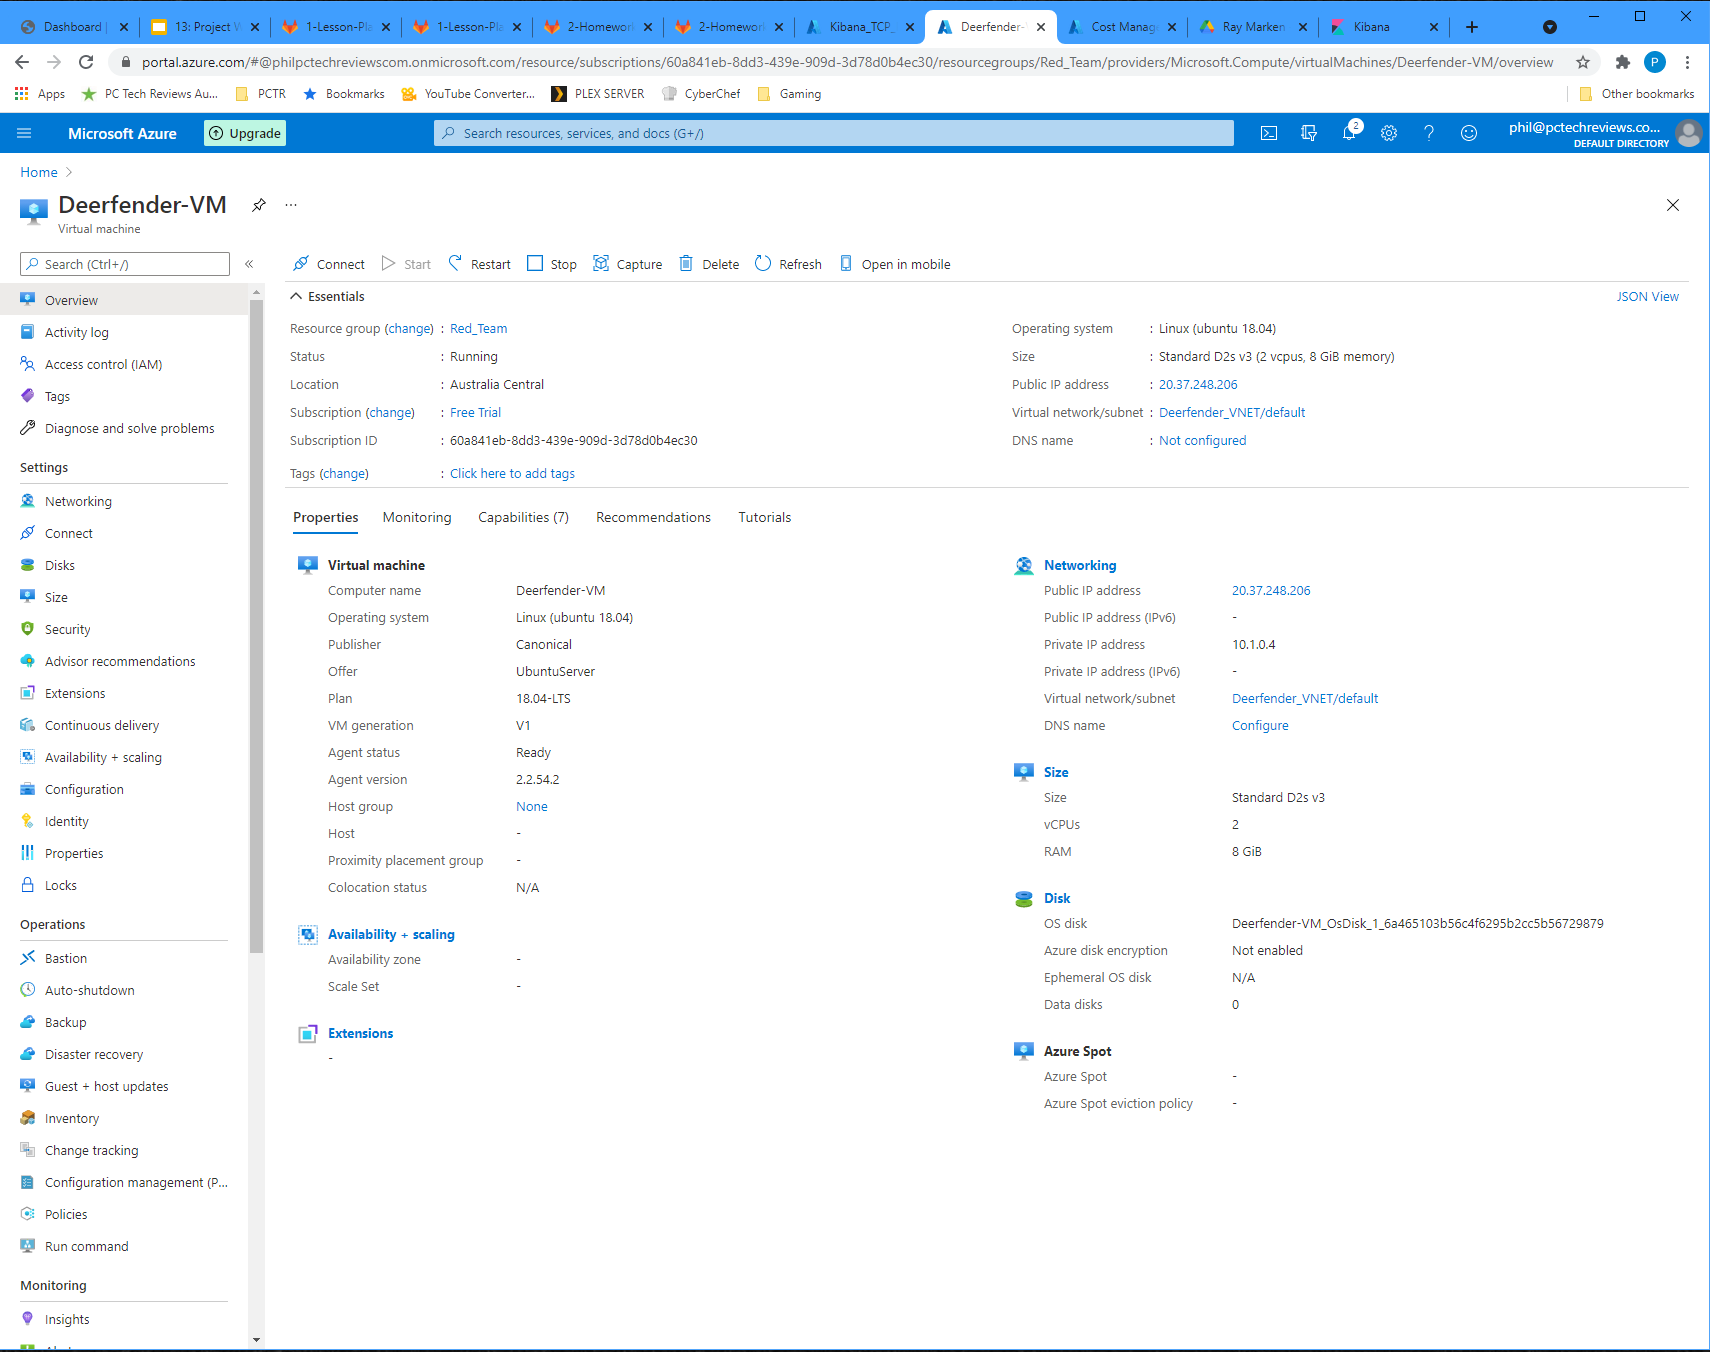 Dashboard |
13: Project W
1-Lesson-Pla
1-Lesson-Pla
2-Homework
2-Homework
Kibana_TCP_
Deerfender-V
Cost Manag
Ray Marken
Kibana
portal.azure.com/#@philpctechreviewscom.onmicrosoft.com/resource/subscriptions/60a841eb-8dd3-439e-909d-3d78d0b4ec30/resourcegroups/Red_Team/providers/Microsoft.Compute/virtualMachines/Deerfender-VM/overview
P
Apps
PC Tech Reviews Au...
PCTR
Bookmarks
YouTube Converter...
PLEX SERVER
CyberChef
Gaming
Other bookmarks
Microsoft Azure
Upgrade
Search resources, services, and docs (G+/)
2
phil@pctechreviews.co...
DEFAULT DIRECTORY
Home
Deerfender-VM
...
Virtual machine
Search (Ctrl+/)
«
Connect
Start
Restart
Stop
Capture
Delete
Refresh
Open in mobile
Overview
Activity log
Access control (IAM)
Tags
Diagnose and solve problems
Settings
Networking
Connect
Disks
Size
Security
Advisor recommendations
Extensions
Continuous delivery
Availability + scaling
Configuration
Identity
Properties
Locks
Operations
Bastion
Auto-shutdown
Backup
Disaster recovery
Guest + host updates
Inventory
Change tracking
Configuration management (P...
Policies
Run command
Monitoring
Insights
Essentials
JSON View
Resource group (change) : Red_Team
Status : Running
Location : Australia Central
Subscription (change) : Free Trial
Subscription ID : 60a841eb-8dd3-439e-909d-3d78d0b4ec30
Tags (change) : Click here to add tags
Operating system : Linux (ubuntu 18.04)
Size : Standard D2s v3 (2 vcpus, 8 GiB memory)
Public IP address : 20.37.248.206
Virtual network/subnet : Deerfender_VNET/default
DNS name : Not configured
Properties
Monitoring
Capabilities (7)
Recommendations
Tutorials
Virtual machine
Computer name Deerfender-VM
Operating system Linux (ubuntu 18.04)
Publisher Canonical
Offer UbuntuServer
Plan 18.04-LTS
VM generation V1
Agent status Ready
Agent version 2.2.54.2
Host group None
Host -
Proximity placement group -
Colocation status N/A
Availability + scaling
Availability zone -
Scale Set -
Extensions
-
Networking
Public IP address 20.37.248.206
Public IP address (IPv6) -
Private IP address 10.1.0.4
Private IP address (IPv6) -
Virtual network/subnet Deerfender_VNET/default
DNS name Configure
Size
Size Standard D2s v3
vCPUs 2
RAM 8 GiB
Disk
OS disk Deerfender-VM_OsDisk_1_6a465103b56c4f6295b2cc5b56729879
Azure disk encryption Not enabled
Ephemeral OS disk N/A
Data disks 0
Azure Spot
Azure Spot -
Azure Spot eviction policy -